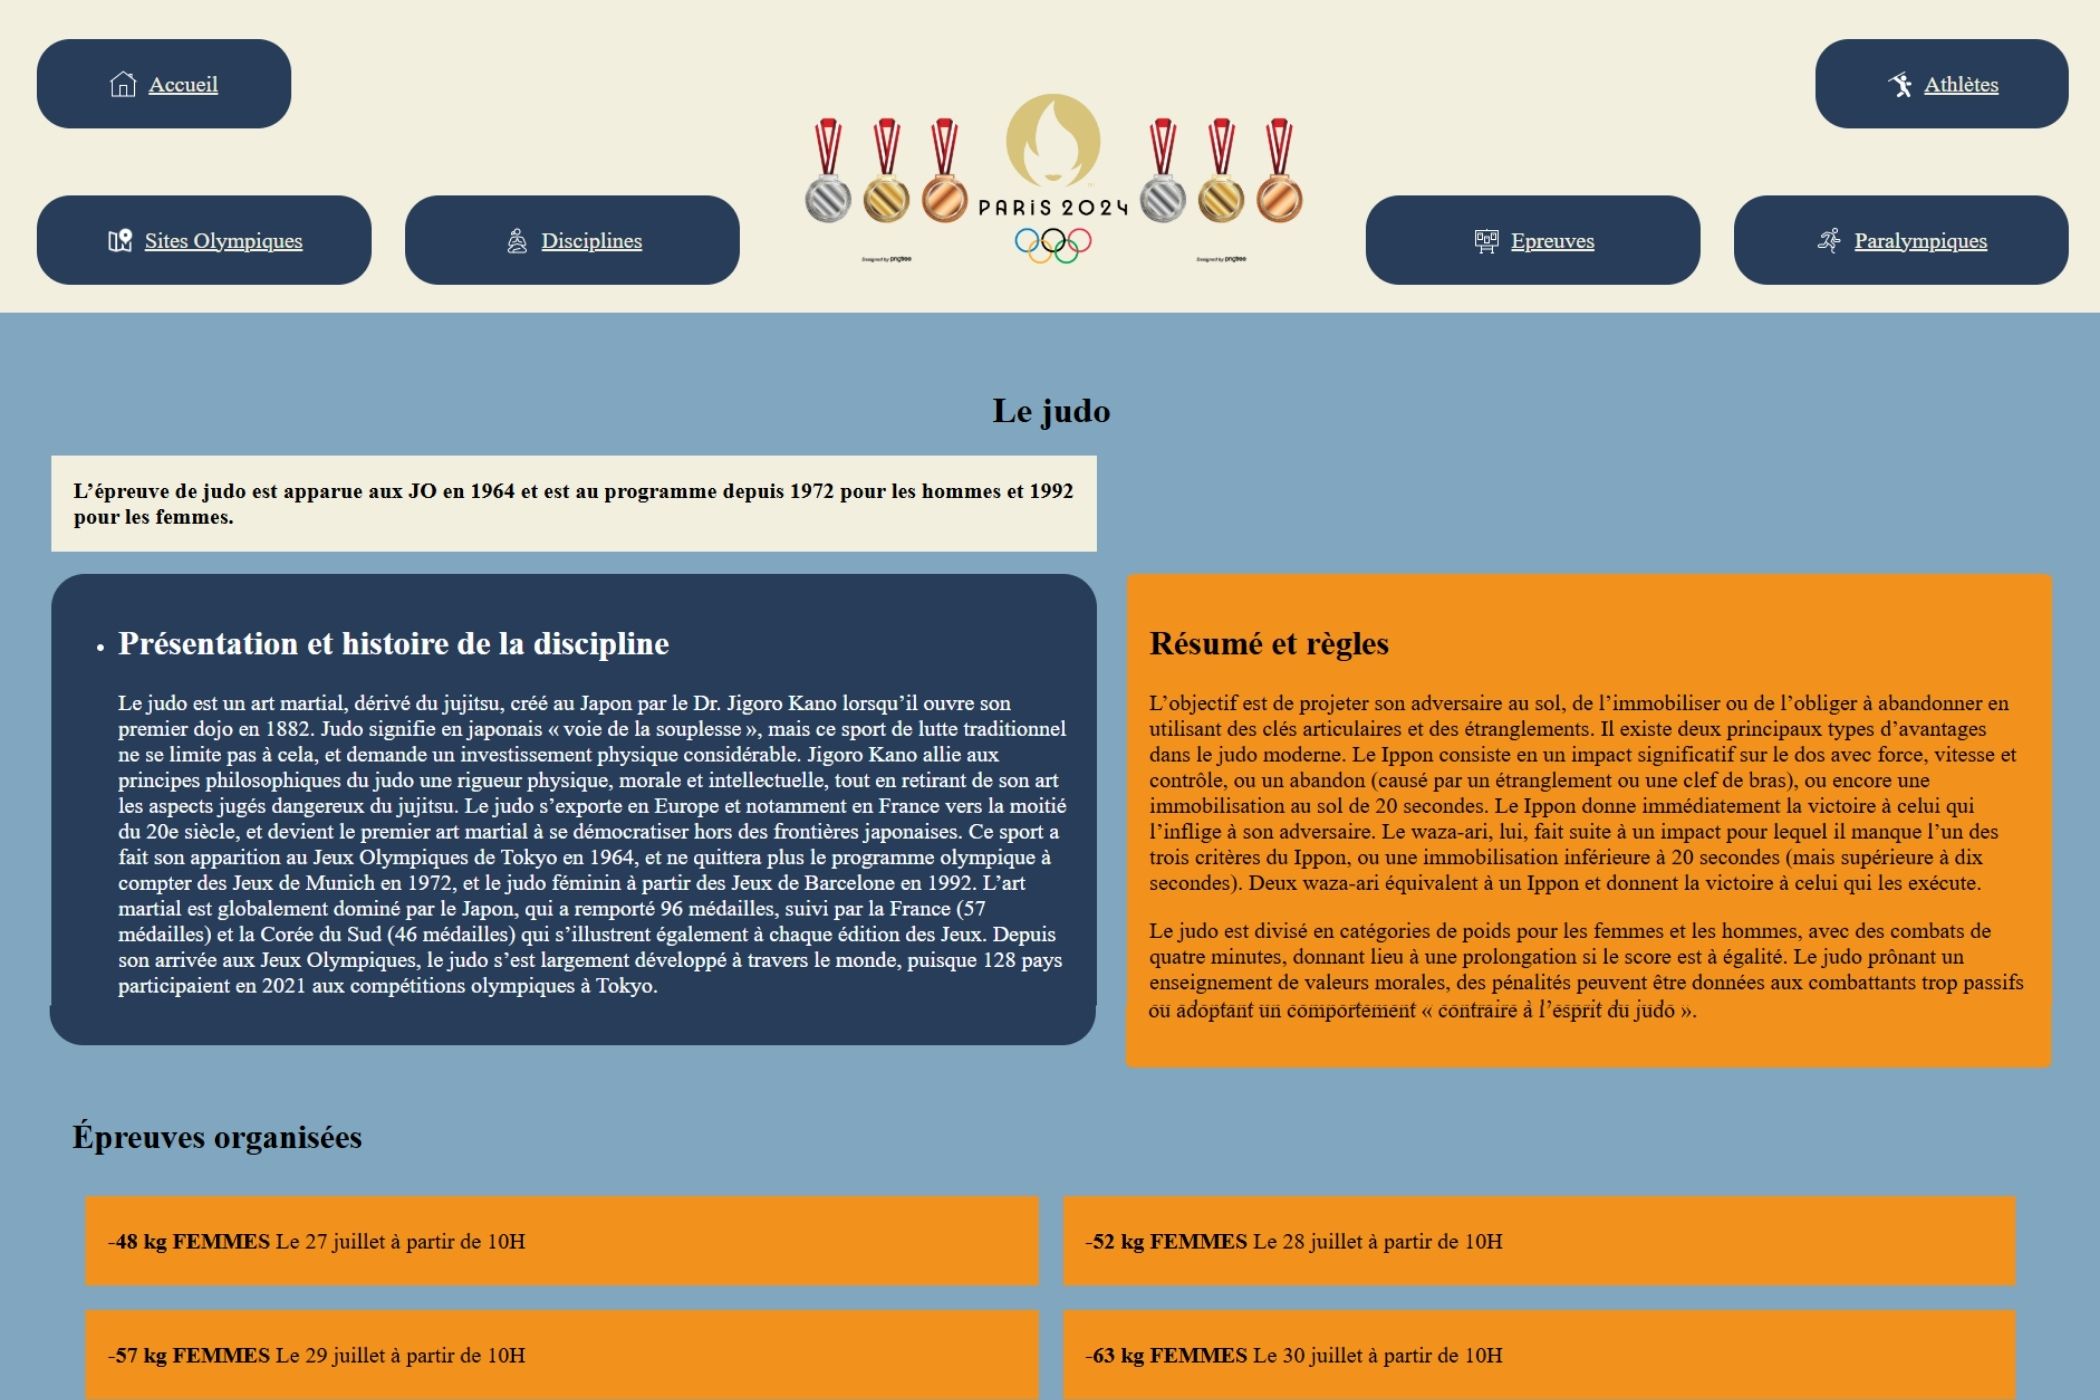 Accueil
Athlètes
PARIS 2024
Sites Olympiques
Disciplines
Epreuves
Paralympiques
Designed by pngtree
Designed by pngtree
Le judo
L’épreuve de judo est apparue aux JO en 1964 et est au programme depuis 1972 pour les hommes et 1992
pour les femmes.
• Présentation et histoire de la discipline
Le judo est un art martial, dérivé du jujitsu, créé au Japon par le Dr. Jigoro Kano lorsqu’il ouvre son
premier dojo en 1882. Judo signifie en japonais « voie de la souplesse », mais ce sport de lutte traditionnel
ne se limite pas à cela, et demande un investissement physique considérable. Jigoro Kano allie aux
principes philosophiques du judo une rigueur physique, morale et intellectuelle, tout en retirant de son art
les aspects jugés dangereux du jujitsu. Le judo s’exporte en Europe et notamment en France vers la moitié
du 20e siècle, et devient le premier art martial à se démocratiser hors des frontières japonaises. Ce sport a
fait son apparition au Jeux Olympiques de Tokyo en 1964, et ne quittera plus le programme olympique à
compter des Jeux de Munich en 1972, et le judo féminin à partir des Jeux de Barcelone en 1992. L’art
martial est globalement dominé par le Japon, qui a remporté 96 médailles, suivi par la France (57
médailles) et la Corée du Sud (46 médailles) qui s’illustrent également à chaque édition des Jeux. Depuis
son arrivée aux Jeux Olympiques, le judo s’est largement développé à travers le monde, puisque 128 pays
participaient en 2021 aux compétitions olympiques à Tokyo.
Résumé et règles
L’objectif est de projeter son adversaire au sol, de l’immobiliser ou de l’obliger à abandonner en
utilisant des clés articulaires et des étranglements. Il existe deux principaux types d’avantages
dans le judo moderne. Le Ippon consiste en un impact significatif sur le dos avec force, vitesse et
contrôle, ou un abandon (causé par un étranglement ou une clef de bras), ou encore une
immobilisation au sol de 20 secondes. Le Ippon donne immédiatement la victoire à celui qui
l’inflige à son adversaire. Le waza-ari, lui, fait suite à un impact pour lequel il manque l’un des
trois critères du Ippon, ou une immobilisation inférieure à 20 secondes (mais supérieure à dix
secondes). Deux waza-ari équivalent à un Ippon et donnent la victoire à celui qui les exécute.
Le judo est divisé en catégories de poids pour les femmes et les hommes, avec des combats de
quatre minutes, donnant lieu à une prolongation si le score est à égalité. Le judo prônant un
enseignement de valeurs morales, des pénalités peuvent être données aux combattants trop passifs
ou adoptant un comportement « contraire à l’esprit du judo ».
Épreuves organisées
-48 kg FEMMES Le 27 juillet à partir de 10H
-52 kg FEMMES Le 28 juillet à partir de 10H
-57 kg FEMMES Le 29 juillet à partir de 10H
-63 kg FEMMES Le 30 juillet à partir de 10H